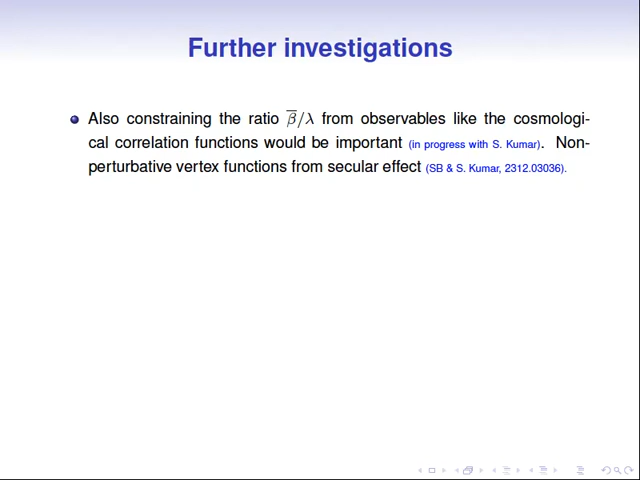 Further investigations
Also constraining the ratio β̅/λ from observables like the cosmologi-
cal correlation functions would be important (in progress with S. Kumar). Non-
perturbative vertex functions from secular effect (SB & S. Kumar, 2312.03036).